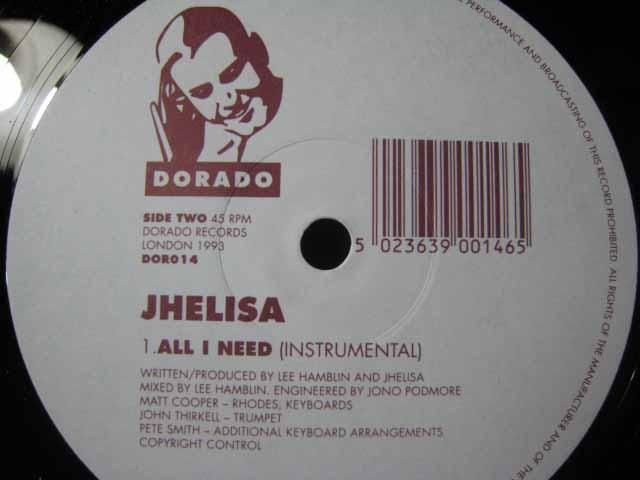 DORADO
SIDE TWO 45 RPM
DORADO RECORDS
LONDON 1993
DOR014
5 023639 001465
JHELISA
1.ALL I NEED (INSTRUMENTAL)
WRITTEN/PRODUCED BY LEE HAMBLIN AND JHELISA
MIXED BY LEE HAMBLIN. ENGINEERED BY JONO PODMORE
MATT COOPER – RHODES, KEYBOARDS
JOHN THIRKELL – TRUMPET
PETE SMITH – ADDITIONAL KEYBOARD ARRANGEMENTS
COPYRIGHT CONTROL
PERFORMANCE AND BROADCASTING OF THIS RECORD PROHIBITED. ALL RIGHTS OF THE MANUFACTURER AND OF THE